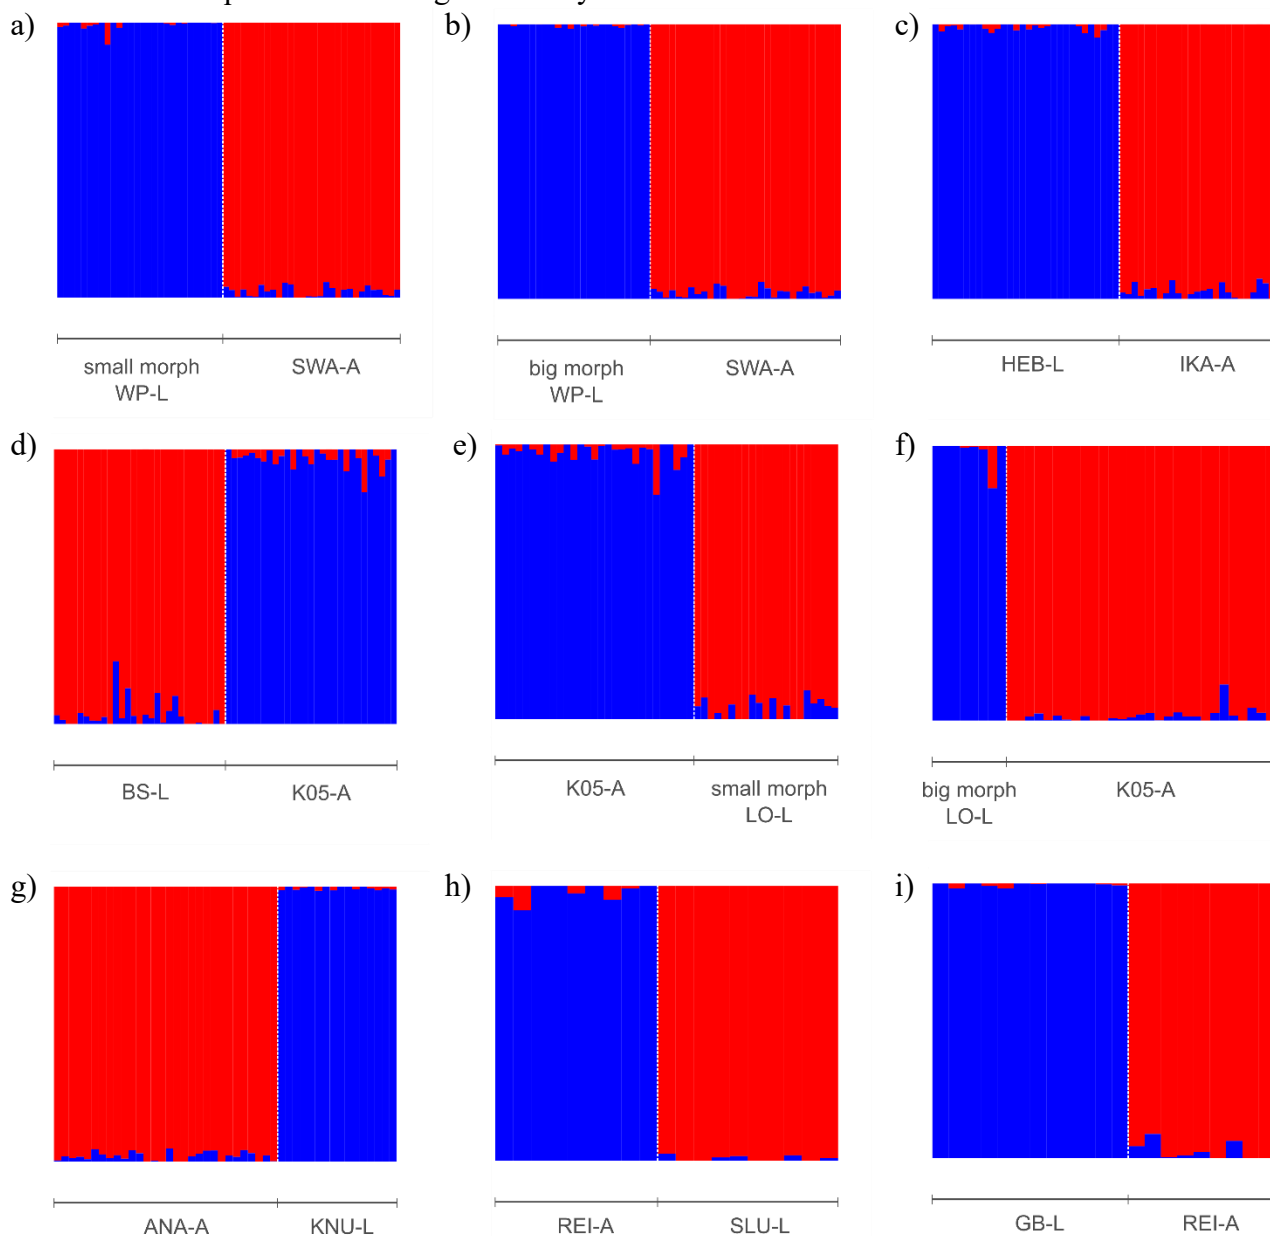 a)
b)
c)
small morph
WP-L
SWA-A
big morph
WP-L
SWA-A
HEB-L
IKA-A
d)
e)
f)
BS-L
K05-A
K05-A
small morph
LO-L
big morph
LO-L
K05-A
g)
h)
i)
ANA-A
KNU-L
REI-A
SLU-L
GB-L
REI-A